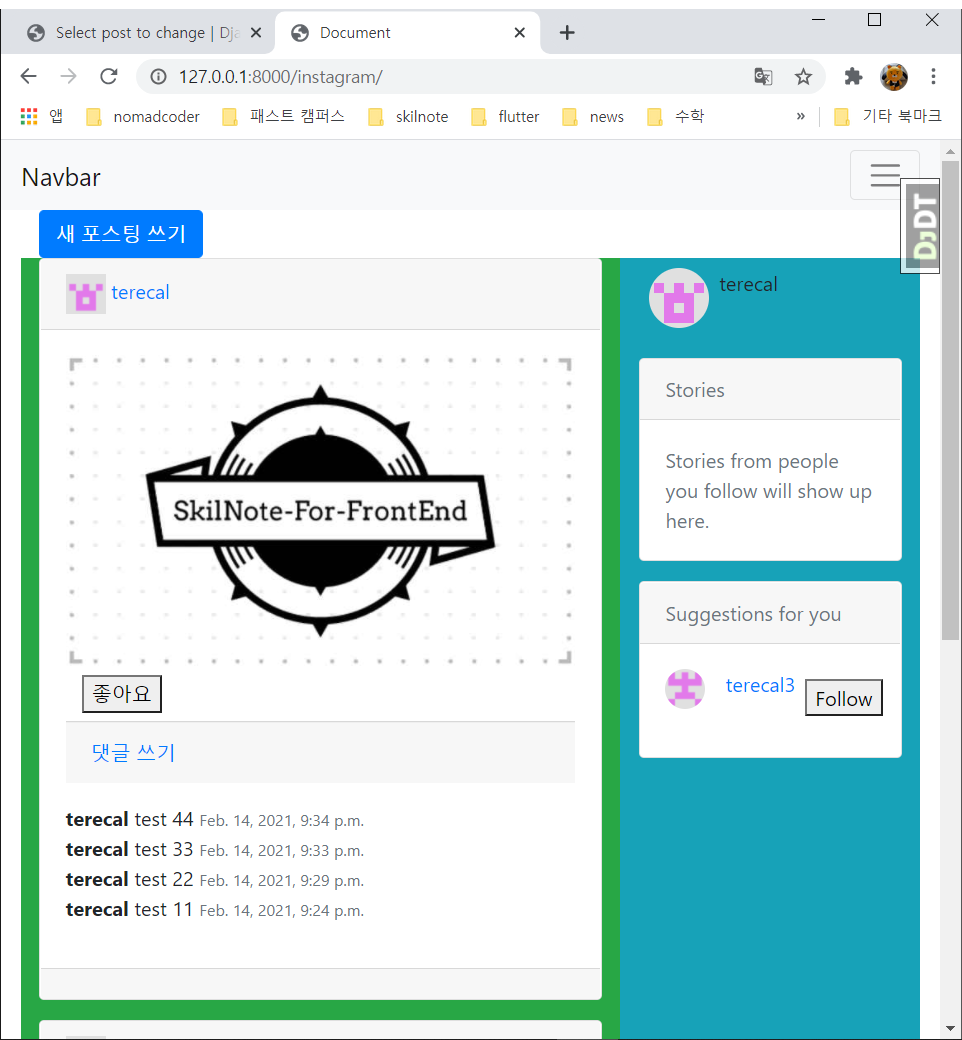 Select post to change | Dja
Document
127.0.0.1:8000/instagram/
앱
nomadcoder
패스트 캠퍼스
skilnote
flutter
news
수학
»
기타 북마크
Navbar
DJDT
새 포스팅 쓰기
terecal
SkilNote-For-FrontEnd
좋아요
댓글 쓰기
terecal test 44 Feb. 14, 2021, 9:34 p.m.
terecal test 33 Feb. 14, 2021, 9:33 p.m.
terecal test 22 Feb. 14, 2021, 9:29 p.m.
terecal test 11 Feb. 14, 2021, 9:24 p.m.
terecal
Stories
Stories from people
you follow will show up
here.
Suggestions for you
terecal3
Follow